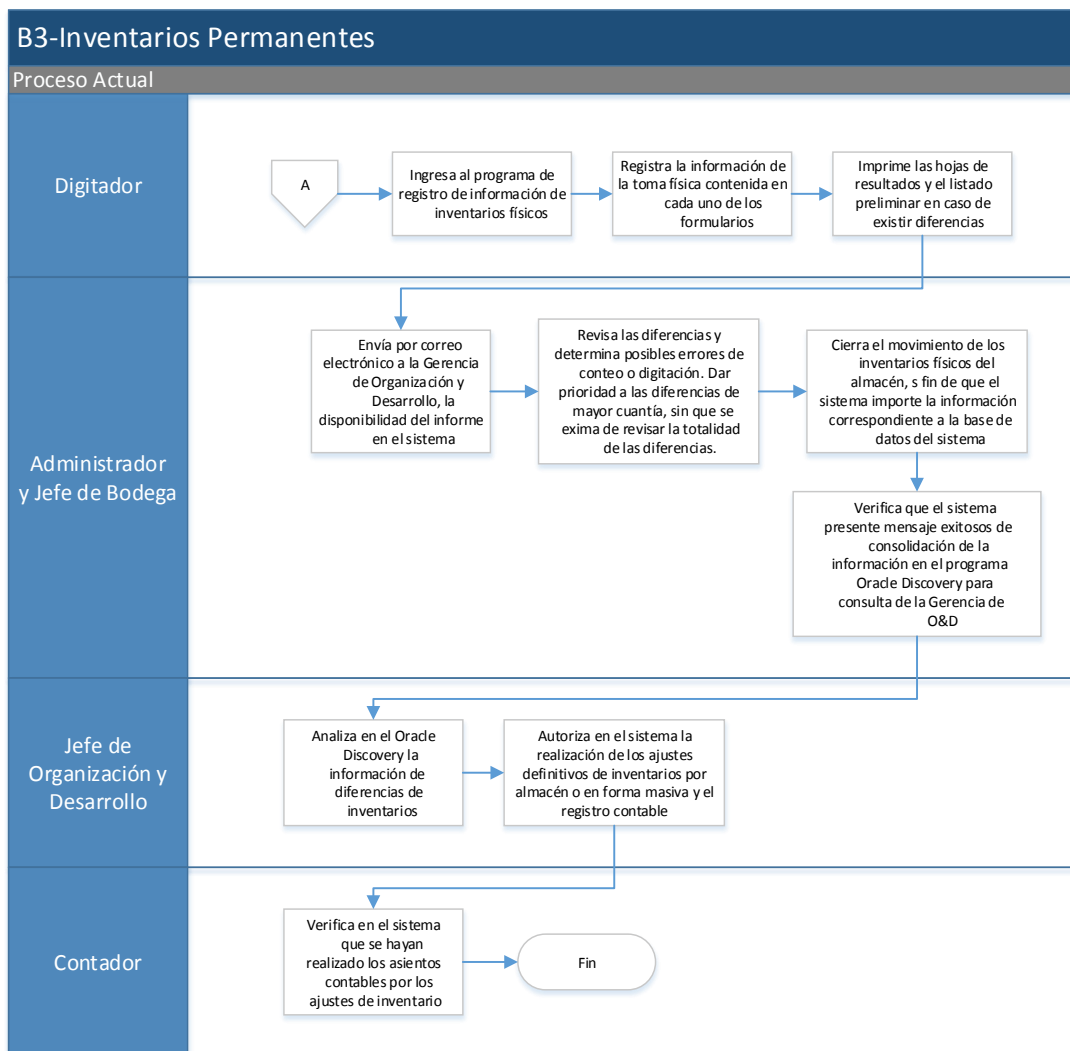 B3-Inventarios Permanentes
Proceso Actual
Digitador
A
Ingresa al programa de
registro de información de
inventarios físicos
Registra la información de
la toma física contenida en
cada uno de los
formularios
Imprime las hojas de
resultados y el listado
preliminar en caso de
existir diferencias
Administrador
y Jefe de Bodega
Envía por correo
electrónico a la Gerencia
de Organización y
Desarrollo, la
disponibilidad del informe
en el sistema
Revisa las diferencias y
determina posibles errores de
conteo o digitación. Dar
prioridad a las diferencias de
mayor cuantía, sin que se
exima de revisar la totalidad
de las diferencias.
Cierra el movimiento de los
inventarios físicos del
almacén, s fin de que el
sistema importe la información
correspondiente a la base de
datos del sistema
Verifica que el sistema
presente mensaje exitosos de
consolidación de la
información en el programa
Oracle Discovery para
consulta de la Gerencia de
O&D
Jefe de
Organización y
Desarrollo
Analiza en el Oracle
Discovery la
información de
diferencias de
inventarios
Autoriza en el sistema la
realización de los ajustes
definitivos de inventarios por
almacén o en forma masiva y el
registro contable
Contador
Verifica en el sistema
que se hayan
realizado los asientos
contables por los
ajustes de inventario
Fin